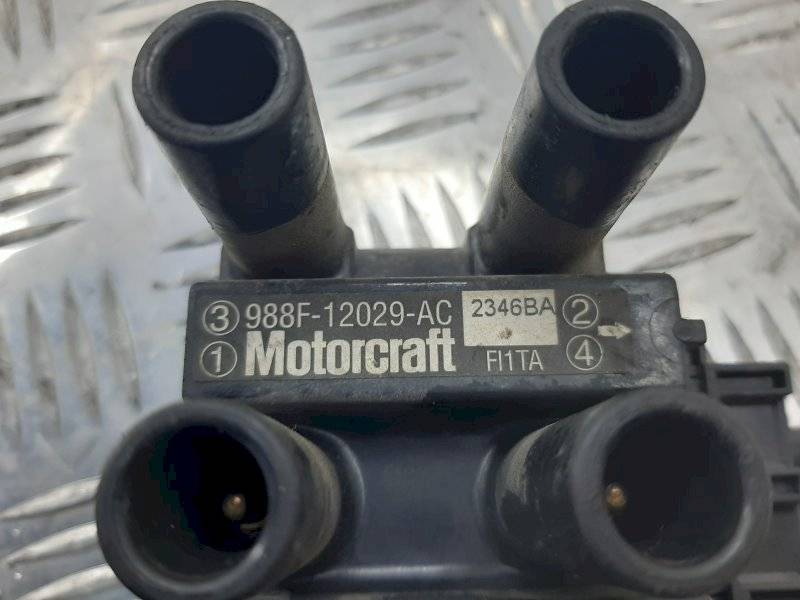 ③ 988F-12029-AC 2346BA ②
① Motorcraft FI1TA ④